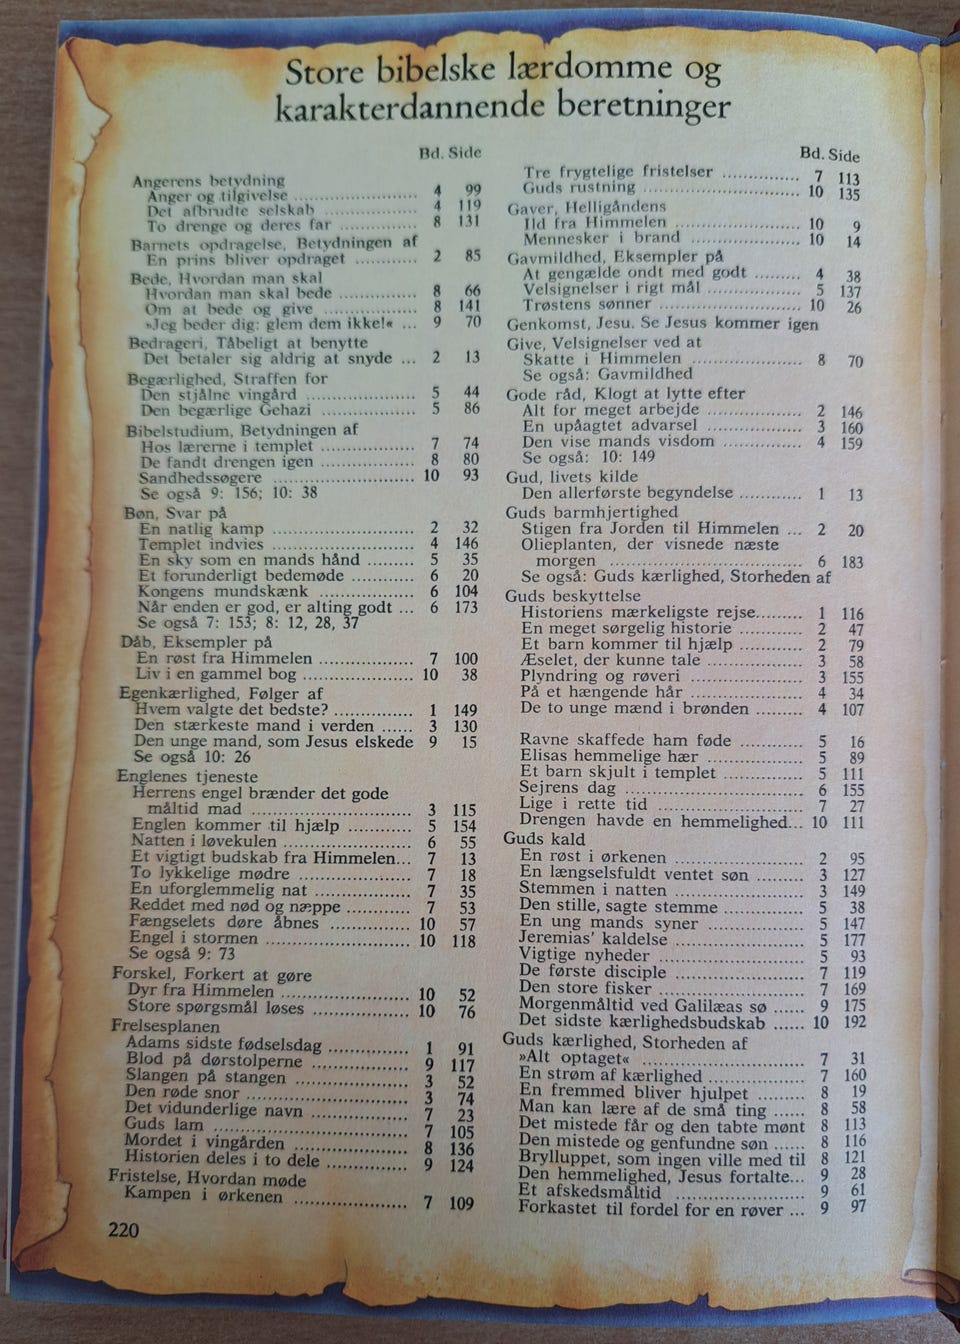 Store bibelske lærdomme og
karakterdannende beretninger
Bd. Side
Angerens betydning
Anger og tilgivelse ........................ 4 99
Det afbrudte selskab .................. 4 119
To drenge og deres far .............. 8 131
Barnets opdragelse, Betydningen af
En prins bliver opdraget ............ 2 85
Bede, Hvordan man skal
Hvordan man skal bede ............... 8 66
Om at bede og give .................... 8 141
»Jeg beder dig: glem dem ikke!« ... 9 70
Bedrageri, Tåbeligt at benytte
Det betaler sig aldrig at snyde ... 2 13
Begærlighed, Straffen for
Den stjålne vingård ..................... 5 44
Den begærlige Gehazi .................. 5 86
Bibelstudium, Betydningen af
Hos lærerne i templet .................. 7 74
De fandt drengen igen .................. 8 80
Sandhedssøgere ........................... 10 93
Se også 9: 156; 10: 38
Bøn, Svar på
En natlig kamp ........................... 2 32
Templet indvies ........................... 4 146
En sky som en mands hånd ......... 5 35
Et forunderligt bedemøde ............ 6 20
Kongens mundskænk .................. 6 104
Når enden er god, er alting godt ... 6 173
Se også 7: 153; 8: 12, 28, 37
Dåb, Eksempler på
En røst fra Himmelen .................. 7 100
Liv i en gammel bog ..................... 10 38
Egenkærlighed, Følger af
Hvem valgte det bedste? ............... 1 149
Den stærkeste mand i verden ...... 3 130
Den unge mand, som Jesus elskede 9 15
Se også 10: 26
Englenes tjeneste
Herrens engel brænder det gode
måltid mad .............................. 3 115
Englen kommer til hjælp ............ 5 154
Natten i løvekulen ........................ 6 55
Et vigtigt budskab fra Himmelen... 7 13
To lykkelige mødre ..................... 7 18
En uforglemmelig nat .................. 7 35
Reddet med nød og næppe ............ 7 53
Fængselets døre åbnes ............... 10 57
Engel i stormen ........................... 10 118
Se også 9: 73
Forskel, Forkert at gøre
Dyr fra Himmelen ........................ 10 52
Store spørgsmål løses .................. 10 76
Frelsesplanen
Adams sidste fødselsdag ............... 1 91
Blod på dørstolperne .................. 9 117
Slangen på stangen ..................... 3 52
Den røde snor .............................. 3 74
Det vidunderlige navn .................. 7 23
Guds lam .................................... 7 105
Mordet i vingården ..................... 8 136
Historien deles i to dele ............... 9 124
Fristelse, Hvordan møde
Kampen i ørkenen ..................... 7 109
220
Bd. Side
Tre frygtelige fristelser ............... 7 113
Guds rustning .............................. 10 135
Gaver, Helligåndens
Ild fra Himmelen ........................ 10 9
Mennesker i brand ..................... 10 14
Gavmildhed, Eksempler på
At gengælde ondt med godt ......... 4 38
Velsignelser i rigt mål .................. 5 137
Trøstens sønner ........................... 10 26
Genkomst, Jesu. Se Jesus kommer igen
Give, Velsignelser ved at
Skatte i Himmelen ..................... 8 70
Se også: Gavmildhed
Gode råd, Klogt at lytte efter
Alt for meget arbejde .................. 2 146
En upåagtet advarsel .................. 3 160
Den vise mands visdom ............... 4 159
Se også: 10: 149
Gud, livets kilde
Den allerførste begyndelse ............ 1 13
Guds barmhjertighed
Stigen fra Jorden til Himmelen ... 2 20
Olieplanten, der visnede næste
morgen .................................... 6 183
Se også: Guds kærlighed, Storheden af
Guds beskyttelse
Historiens mærkeligste rejse......... 1 116
En meget sørgelig historie ............ 2 47
Et barn kommer til hjælp ............ 2 79
Æselet, der kunne tale .................. 3 58
Plyndring og røveri ..................... 3 155
På et hængende hår ..................... 4 34
De to unge mænd i brønden ......... 4 107
Ravne skaffede ham føde ............ 5 16
Elisas hemmelige hær .................. 5 89
Et barn skjult i templet ............... 5 111
Sejrens dag ................................. 6 155
Lige i rette tid ........................... 7 27
Drengen havde en hemmelighed... 10 111
Guds kald
En røst i ørkenen ........................ 2 95
En længselsfuldt ventet søn ......... 3 127
Stemmen i natten ........................ 3 149
Den stille, sagte stemme ............... 5 38
En ung mands syner .................. 5 147
Jeremias' kaldelse ........................ 5 177
Vigtige nyheder ........................... 5 93
De første disciple ........................ 7 119
Den store fisker ........................... 7 169
Morgenmåltid ved Galilæas sø ...... 9 175
Det sidste kærlighedsbudskab ...... 10 192
Guds kærlighed, Storheden af
»Alt optaget« .............................. 7 31
En strøm af kærlighed .................. 7 160
En fremmed bliver hjulpet ......... 8 19
Man kan lære af de små ting ...... 8 58
Det mistede får og den tabte mønt 8 113
Den mistede og genfundne søn ...... 8 116
Brylluppet, som ingen ville med til 8 121
Den hemmelighed, Jesus fortalte... 9 28
Et afskedsmåltid ........................ 9 61
Forkastet til fordel for en røver ... 9 97